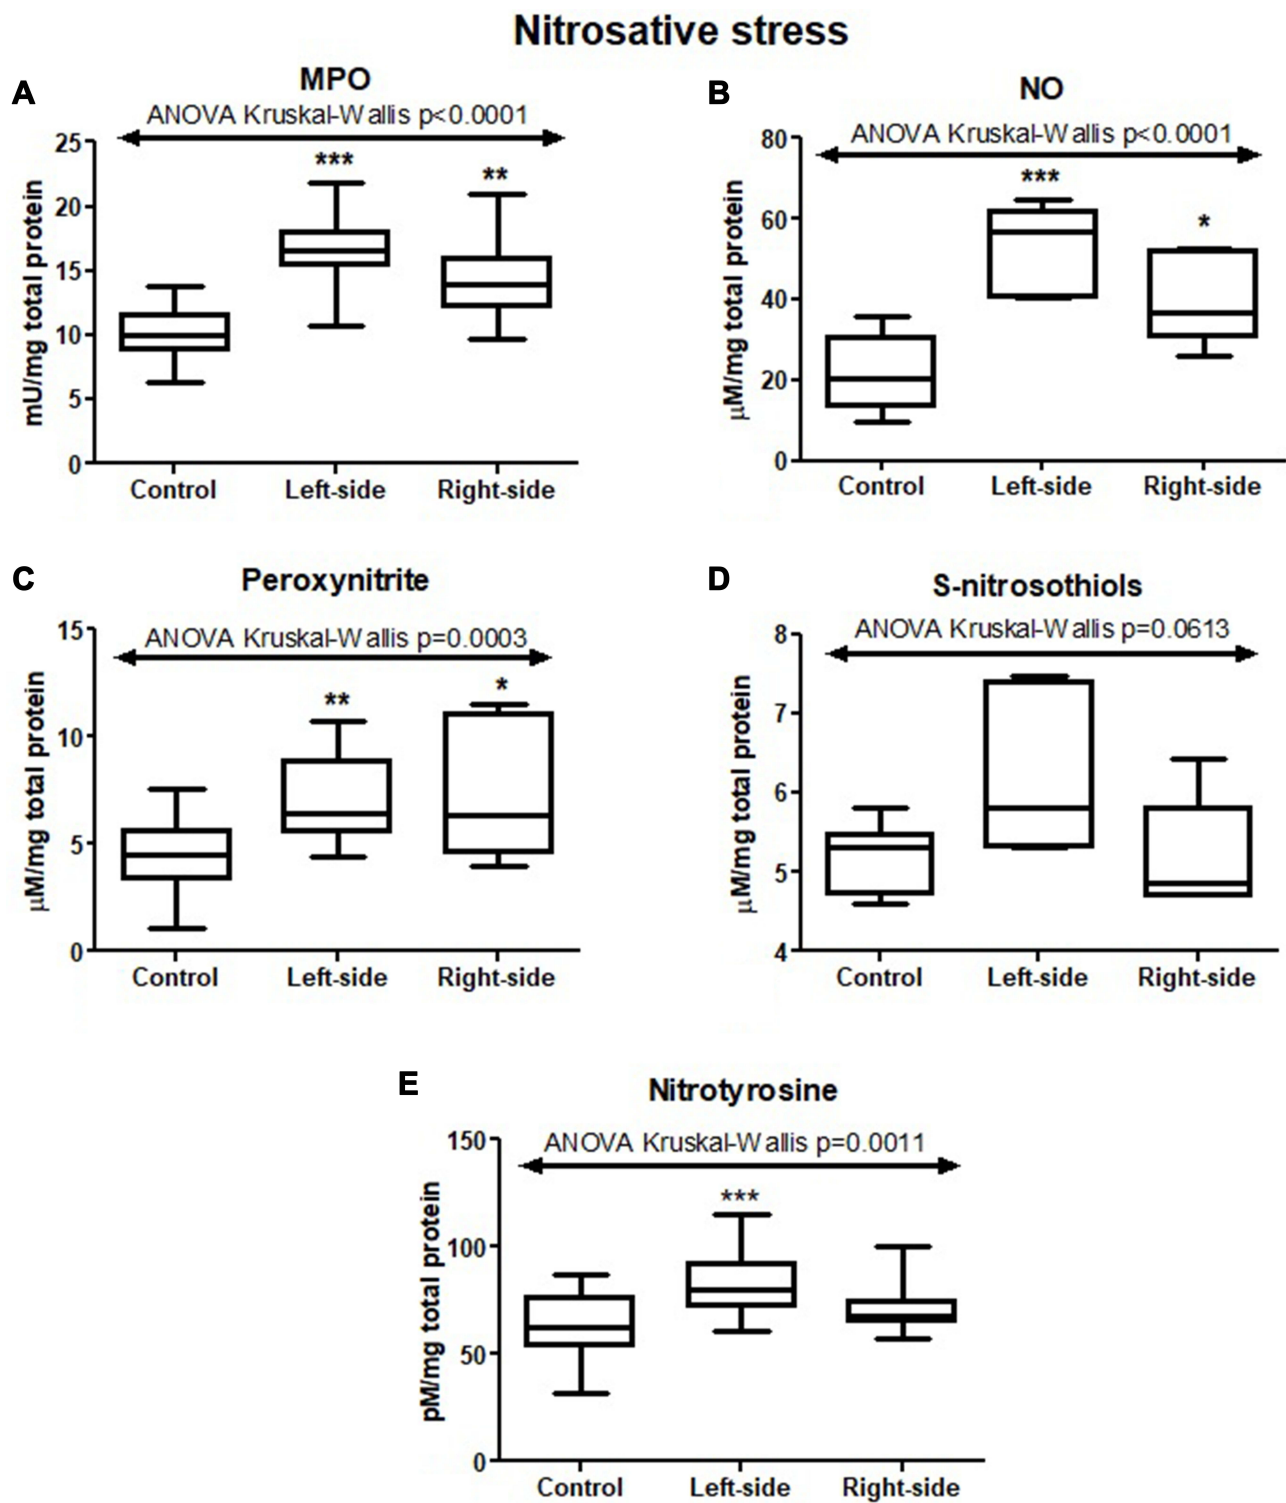 Nitrosative stress
A
MPO
ANOVA Kruskal-Wallis p<0.0001
25
20
15
10
5
0
mU/mg total protein
***
**
Control Left-side Right-side
B
NO
ANOVA Kruskal-Wallis p<0.0001
80
60
40
20
0
µM/mg total protein
***
*
Control Left-side Right-side
C
Peroxynitrite
ANOVA Kruskal-Wallis p=0.0003
15
10
5
0
µM/mg total protein
**
*
Control Left-side Right-side
D
S-nitrosothiols
ANOVA Kruskal-Wallis p=0.0613
8
7
6
5
4
µM/mg total protein
Control Left-side Right-side
E
Nitrotyrosine
ANOVA Kruskal-Wallis p=0.0011
150
100
50
0
pM/mg total protein
***
Control Left-side Right-side